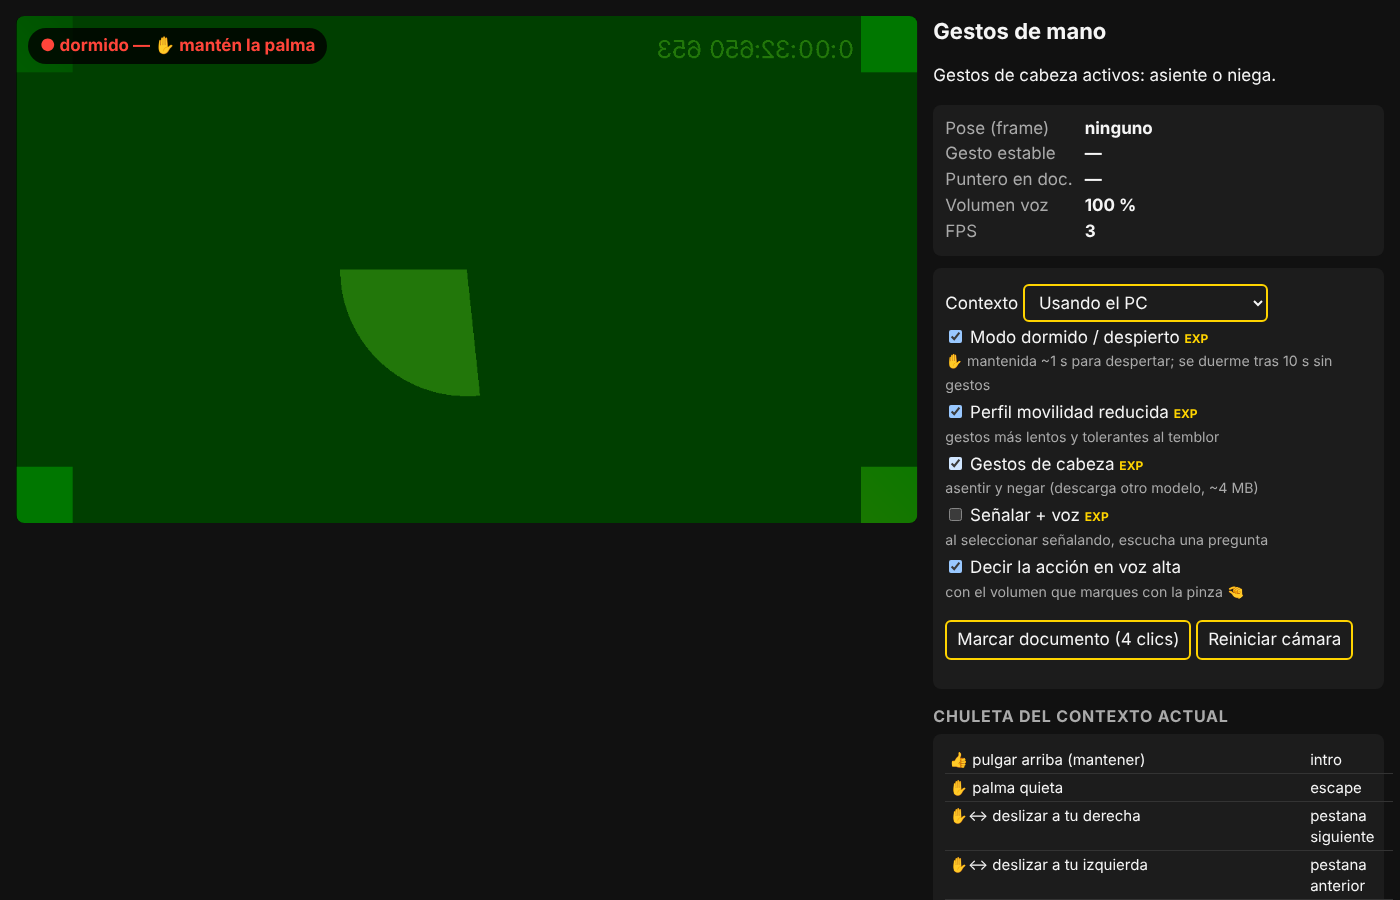 dormido — ✋ mantén la palma
0:00:32:650 653
Gestos de mano
Gestos de cabeza activos: asiente o niega.
Pose (frame) ninguno
Gesto estable —
Puntero en doc. —
Volumen voz 100 %
FPS 3
Contexto Usando el PC
Modo dormido / despierto EXP
✋ mantenida ~1 s para despertar; se duerme tras 10 s sin
gestos
Perfil movilidad reducida EXP
gestos más lentos y tolerantes al temblor
Gestos de cabeza EXP
asentir y negar (descarga otro modelo, ~4 MB)
Señalar + voz EXP
al seleccionar señalando, escucha una pregunta
Decir la acción en voz alta
con el volumen que marques con la pinza 🤏
Marcar documento (4 clics) Reiniciar cámara
CHULETA DEL CONTEXTO ACTUAL
👍 pulgar arriba (mantener) intro
✋ palma quieta escape
✋↔ deslizar a tu derecha pestana
siguiente
✋↔ deslizar a tu izquierda pestana
anterior